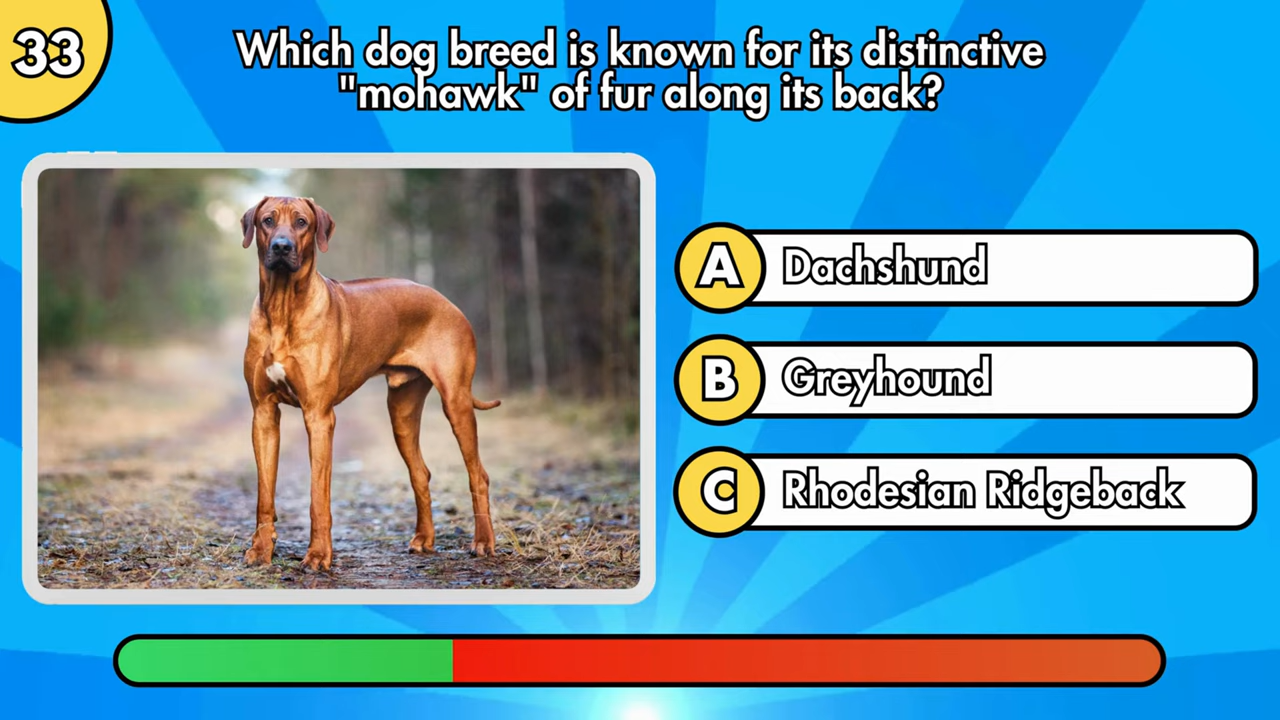 33
Which dog breed is known for its distinctive
"mohawk" of fur along its back?
A Dachshund
B Greyhound
C Rhodesian Ridgeback